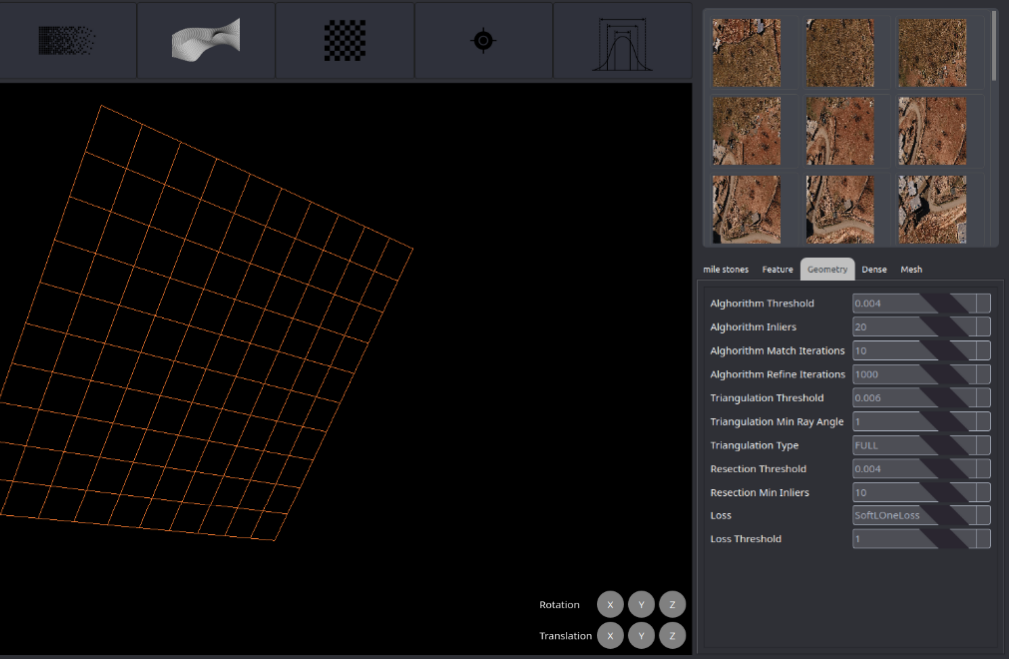 mile stones Feature Geometry Dense Mesh
Alghorithm Threshold 0.004
Alghorithm Inliers 20
Alghorithm Match Iterations 10
Alghorithm Refine Iterations 1000
Triangulation Threshold 0.006
Triangulation Min Ray Angle 1
Triangulation Type FULL
Resection Threshold 0.004
Resection Min Inliers 10
Loss SoftLOneLoss
Loss Threshold 1
Rotation X Y Z
Translation X Y Z